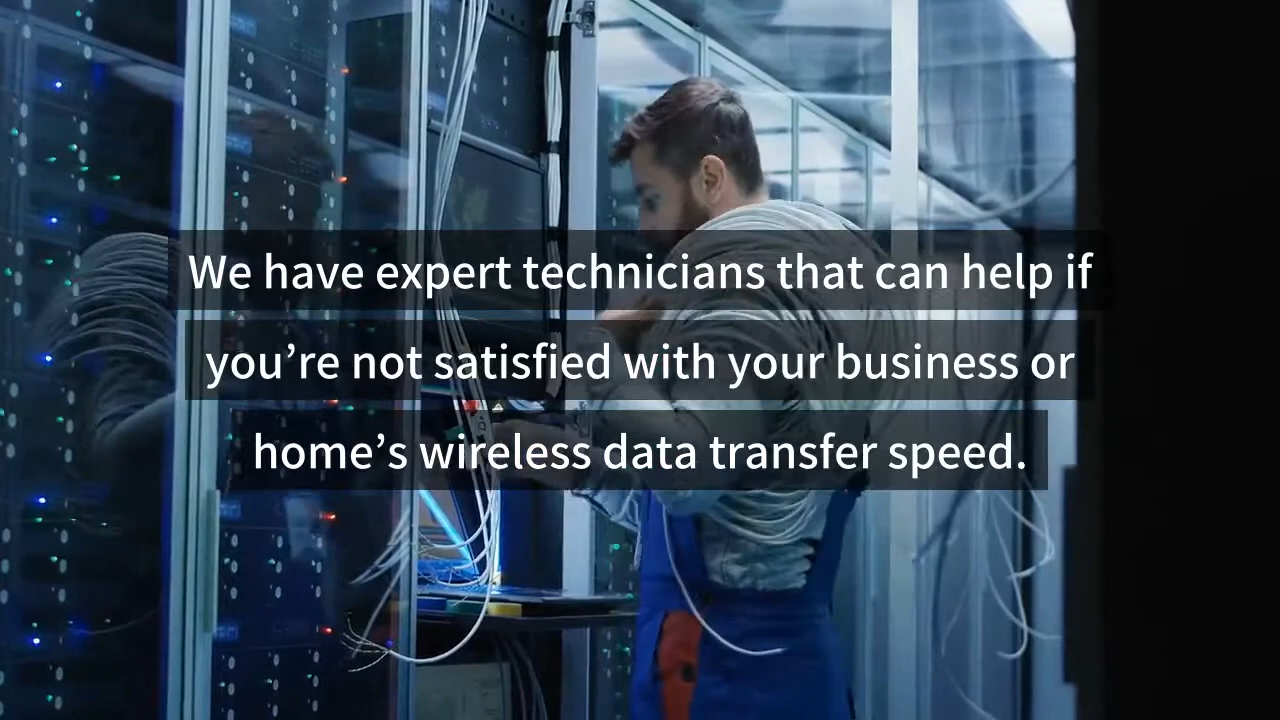 We have expert technicians that can help if
you’re not satisfied with your business or
home’s wireless data transfer speed.